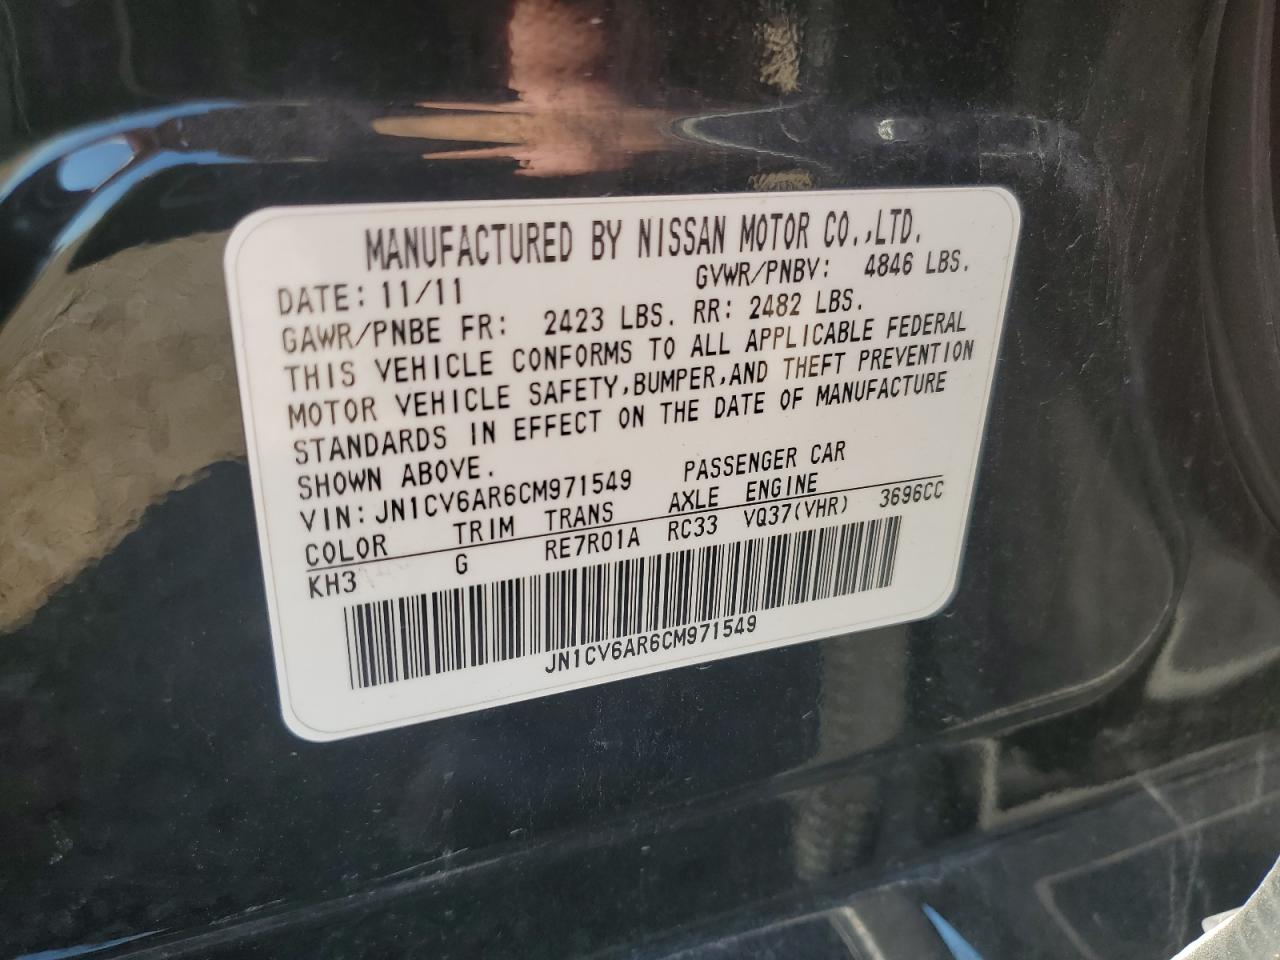 MANUFACTURED BY NISSAN MOTOR CO.,LTD.
DATE: 11/11 GVWR/PNBV: 4846 LBS.
GAWR/PNBE FR: 2423 LBS. RR: 2482 LBS.
THIS VEHICLE CONFORMS TO ALL APPLICABLE FEDERAL
MOTOR VEHICLE SAFETY,BUMPER,AND THEFT PREVENTION
STANDARDS IN EFFECT ON THE DATE OF MANUFACTURE
SHOWN ABOVE.
VIN: JN1CV6AR6CM971549 PASSENGER CAR
COLOR TRIM TRANS AXLE ENGINE
KH3 G RE7R01A RC33 VQ37(VHR) 3696CC
JN1CV6AR6CM971549